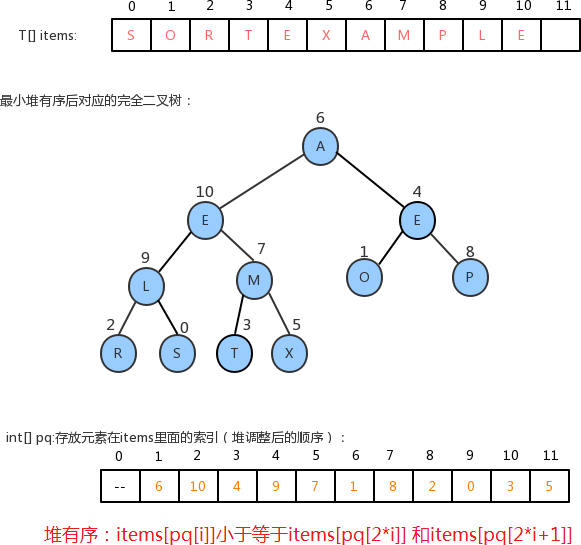 0 1 2 3 4 5 6 7 8 9 10 11
T[] items: S O R T E X A M P L E
最小堆有序后对应的完全二叉树：
6
A
10 4
E E
9 7 1 8
L M O P
2 0 3 5
R S T X
int[] pq:存放元素在items里面的索引（堆调整后的顺序）：
0 1 2 3 4 5 6 7 8 9 10 11
-- 6 10 4 9 7 1 8 2 0 3 5
堆有序：items[pq[i]]小于等于items[pq[2*i]] 和items[pq[2*i+1]]